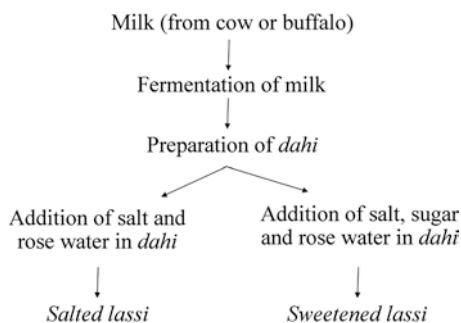 Milk (from cow or buffalo)
Fermentation of milk
Preparation of dahi
Addition of salt and
rose water in dahi
Addition of salt, sugar
and rose water in dahi
Salted lassi
Sweetened lassi